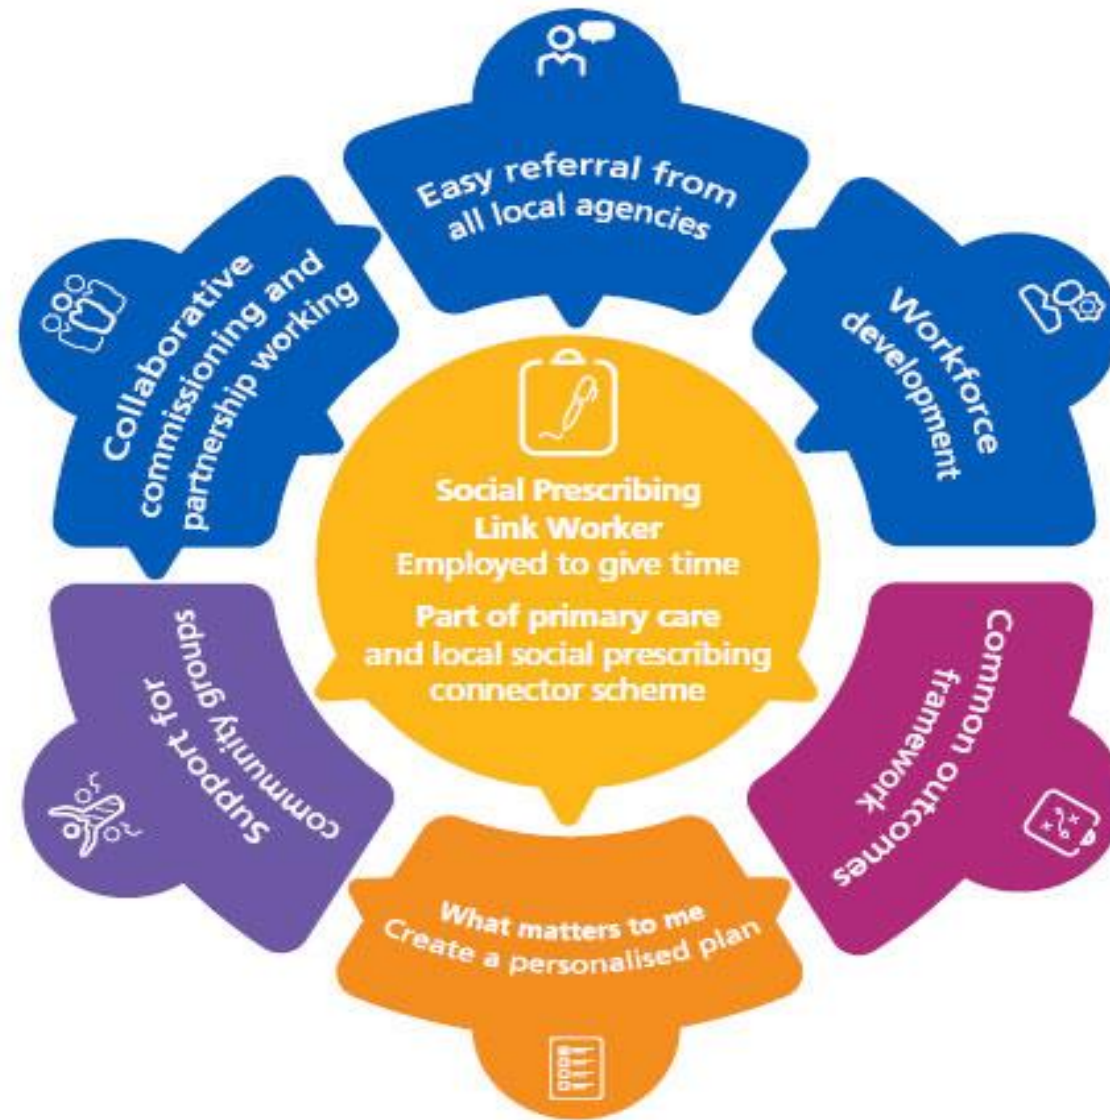 Easy referral from
all local agencies
Workforce
development
Common outcomes
framework
What matters to me
Create a personalised plan
Support for
community groups
Collaborative
commissioning and
partnership working
Social Prescribing
Link Worker
Employed to give time
Part of primary care
and local social prescribing
connector scheme